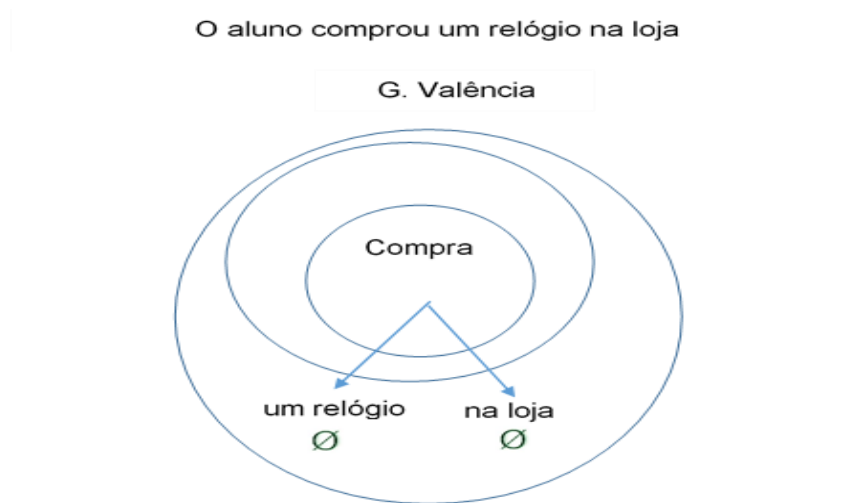 O aluno comprou um relógio na loja
G. Valência
Compra
um relógio na loja
Ø Ø